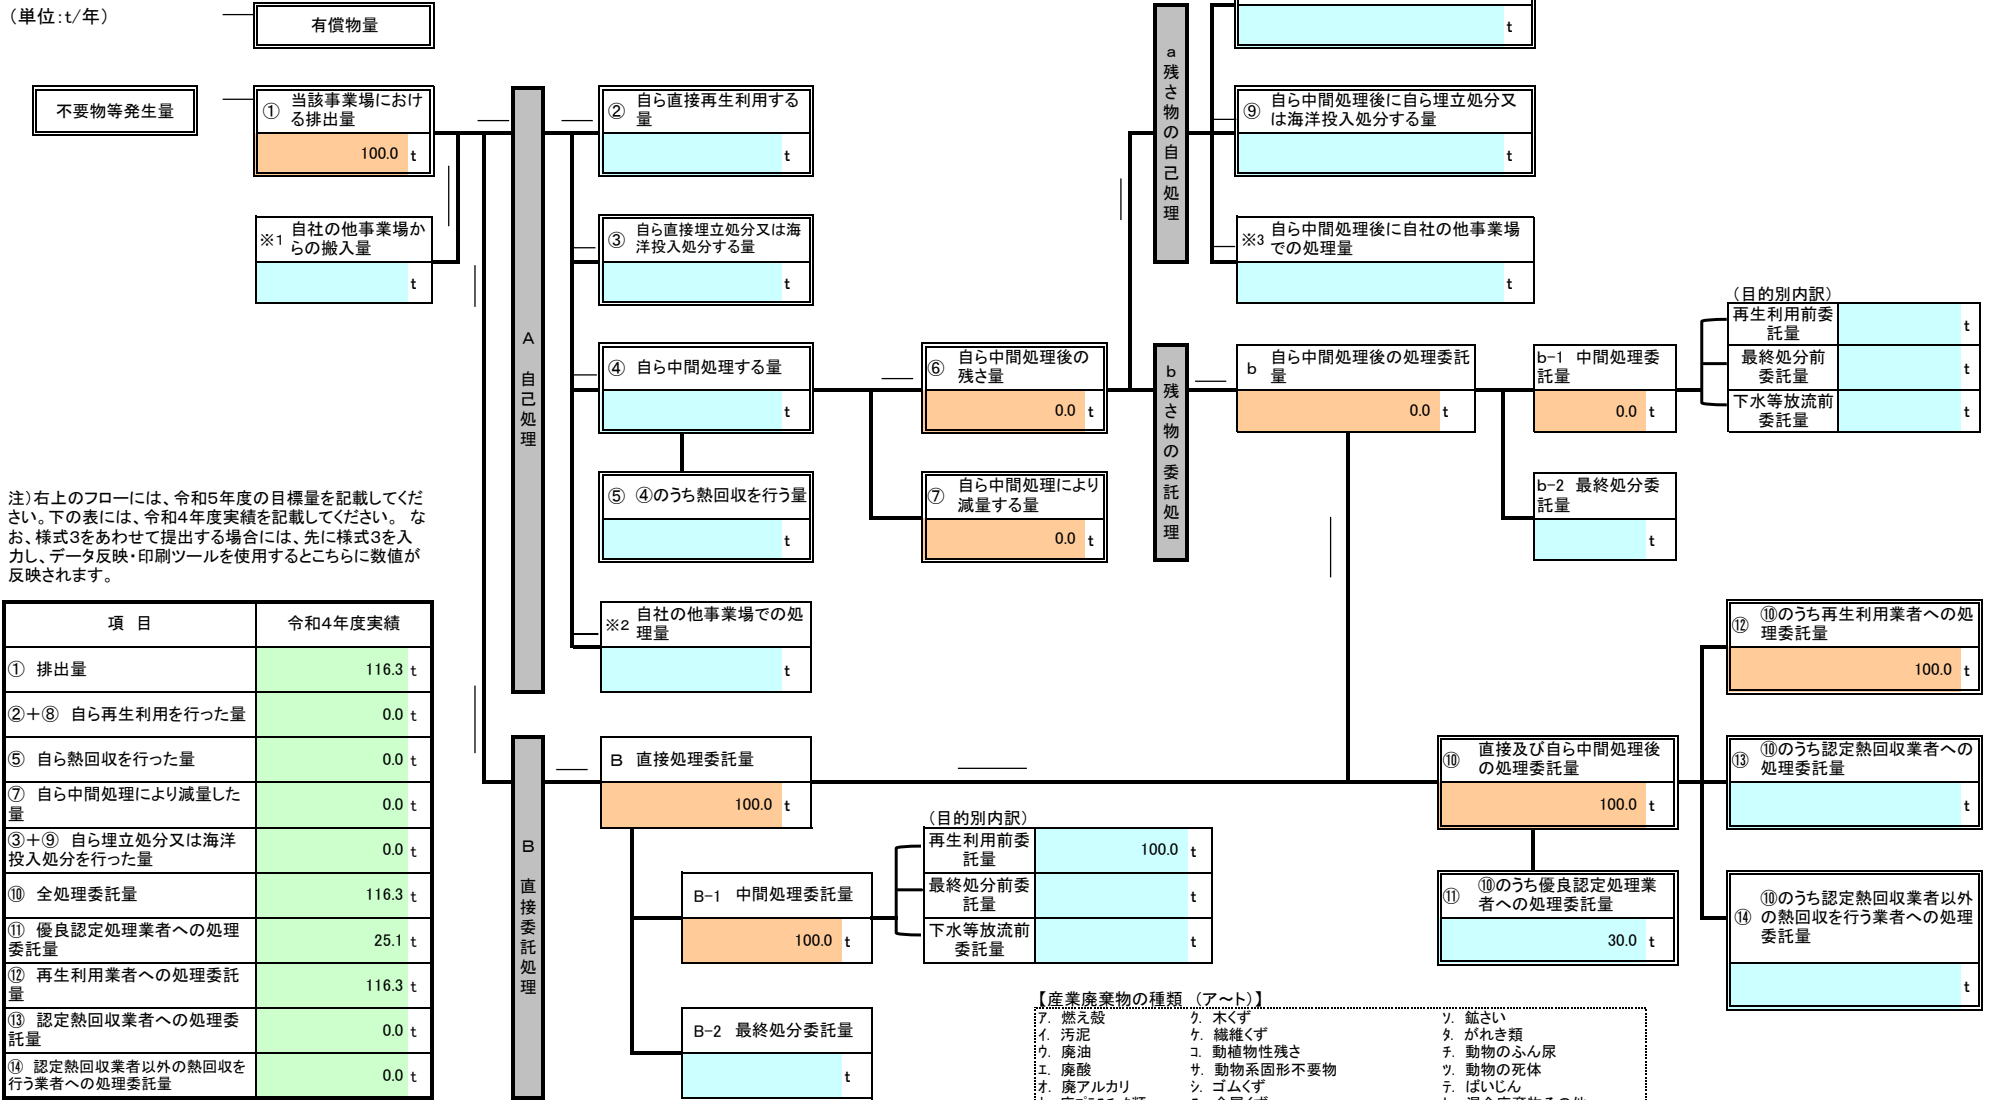 （単位：t/年）
有償物量
不要物等発生量
①
当該事業場におけ
る排出量
100.0 t
※1
自社の他事業場か
らの搬入量
t
A
自
己
処
理
②
自ら直接再生利用する
量
t
③
自ら直接埋立処分又は海
洋投入処分する量
t
④ 自ら中間処理する量
t
⑤ ④のうち熱回収を行う量
t
※2
自社の他事業場での処
理量
t
⑥
自ら中間処理後の
残さ量
0.0 t
⑦
自ら中間処理により
減量する量
0.0 t
a
残
さ
物
の
自
己
処
理
t
⑨
自ら中間処理後に自ら埋立処分又
は海洋投入処分する量
t
※3
自ら中間処理後に自社の他事業場
での処理量
t
b
残
さ
物
の
委
託
処
理
b
自ら中間処理後の処理委託
量
0.0 t
b-1 中間処理委
託量
0.0 t
b-2 最終処分委
託量
t
（目的別内訳）
再生利用前委
託量
t
最終処分前
委託量
t
下水等放流前
委託量
t
注）右上のフローには、令和5年度の目標量を記載してくだ
さい。下の表には、令和4年度実績を記載してください。 な
お、様式3をあわせて提出する場合には、先に様式3を入
力し、データ反映・印刷ツールを使用するとこちらに数値が
反映されます。
項 目 令和4年度実績
① 排出量 116.3 t
②＋⑧ 自ら再生利用を行った量 0.0 t
⑤ 自ら熱回収を行った量 0.0 t
⑦ 自ら中間処理により減量した
量
0.0 t
③＋⑨ 自ら埋立処分又は海洋
投入処分を行った量
0.0 t
⑩ 全処理委託量 116.3 t
⑪ 優良認定処理業者への処理
委託量
25.1 t
⑫ 再生利用業者への処理委託
量
116.3 t
⑬ 認定熱回収業者への処理委
託量
0.0 t
⑭ 認定熱回収業者以外の熱回収を
行う業者への処理委託量
0.0 t
B
直
接
委
託
処
理
B 直接処理委託量
100.0 t
B-1 中間処理委託量
100.0 t
B-2 最終処分委託量
t
（目的別内訳）
再生利用前委
託量
100.0 t
最終処分前委
託量
t
下水等放流前
委託量
t
⑩
直接及び自ら中間処理後
の処理委託量
100.0 t
⑪
⑩のうち優良認定処理業
者への処理委託量
30.0 t
⑫
⑩のうち再生利用業者への処
理委託量
100.0 t
⑬
⑩のうち認定熱回収業者への
処理委託量
t
⑭
⑩のうち認定熱回収業者以外
の熱回収を行う業者への処理
委託量
t
【産業廃棄物の種類 （ア～ト）】
ア. 燃え殻 ク. 木くず ソ. 鉱さい
イ. 汚泥 ケ. 繊維くず タ. がれき類
ウ. 廃油 コ. 動植物性残さ チ. 動物のふん尿
エ. 廃酸 サ. 動物系固形不要物 ツ. 動物の死体
オ. 廃アルカリ シ. ゴムくず テ. ばいじん